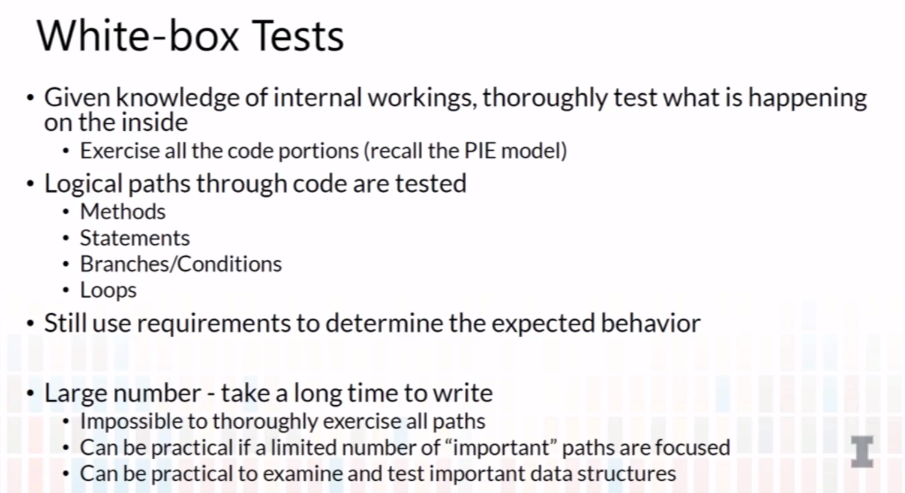 White-box Tests
• Given knowledge of internal workings, thoroughly test what is happening
on the inside
• Exercise all the code portions (recall the PIE model)
• Logical paths through code are tested
• Methods
• Statements
• Branches/Conditions
• Loops
• Still use requirements to determine the expected behavior
• Large number - take a long time to write
• Impossible to thoroughly exercise all paths
• Can be practical if a limited number of “important” paths are focused
• Can be practical to examine and test important data structures
I